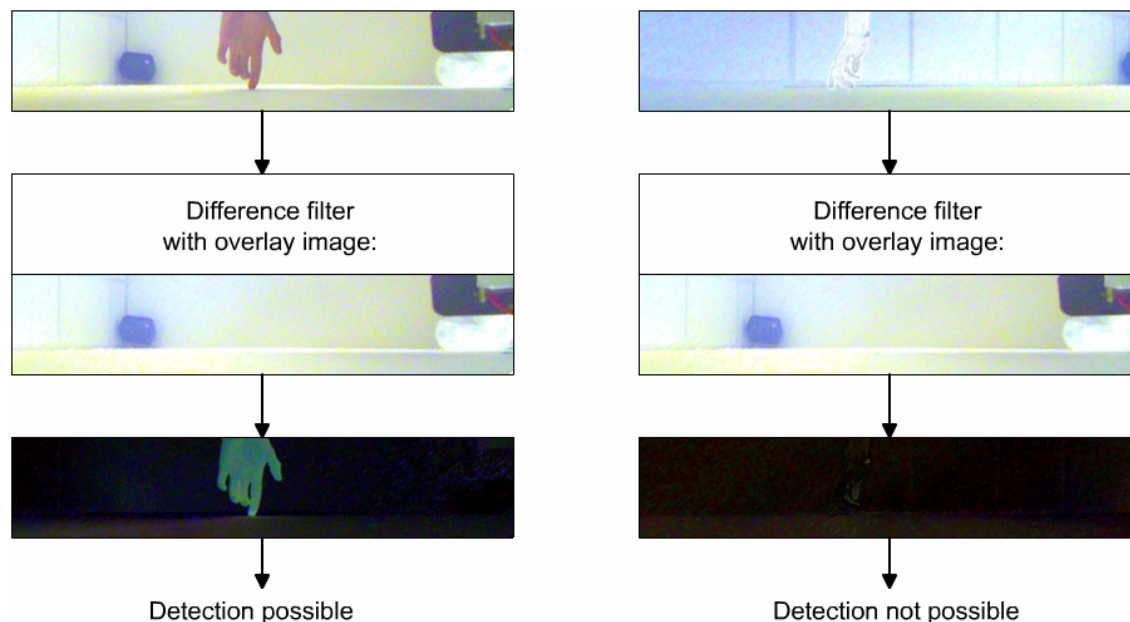 Difference filter
with overlay image:
Detection possible
Difference filter
with overlay image:
Detection not possible